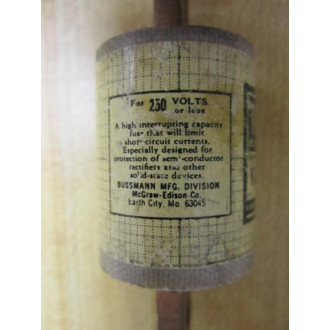 For 250 VOLTS
or less
A high interrupting capacity
fuse that will limit
short circuit currents.
Especially designed for
protection of semi-conductor
rectifiers and other
solid-state devices.
BUSSMANN MFG. DIVISION
McGraw-Edison Co.
Earth City, Mo. 63045